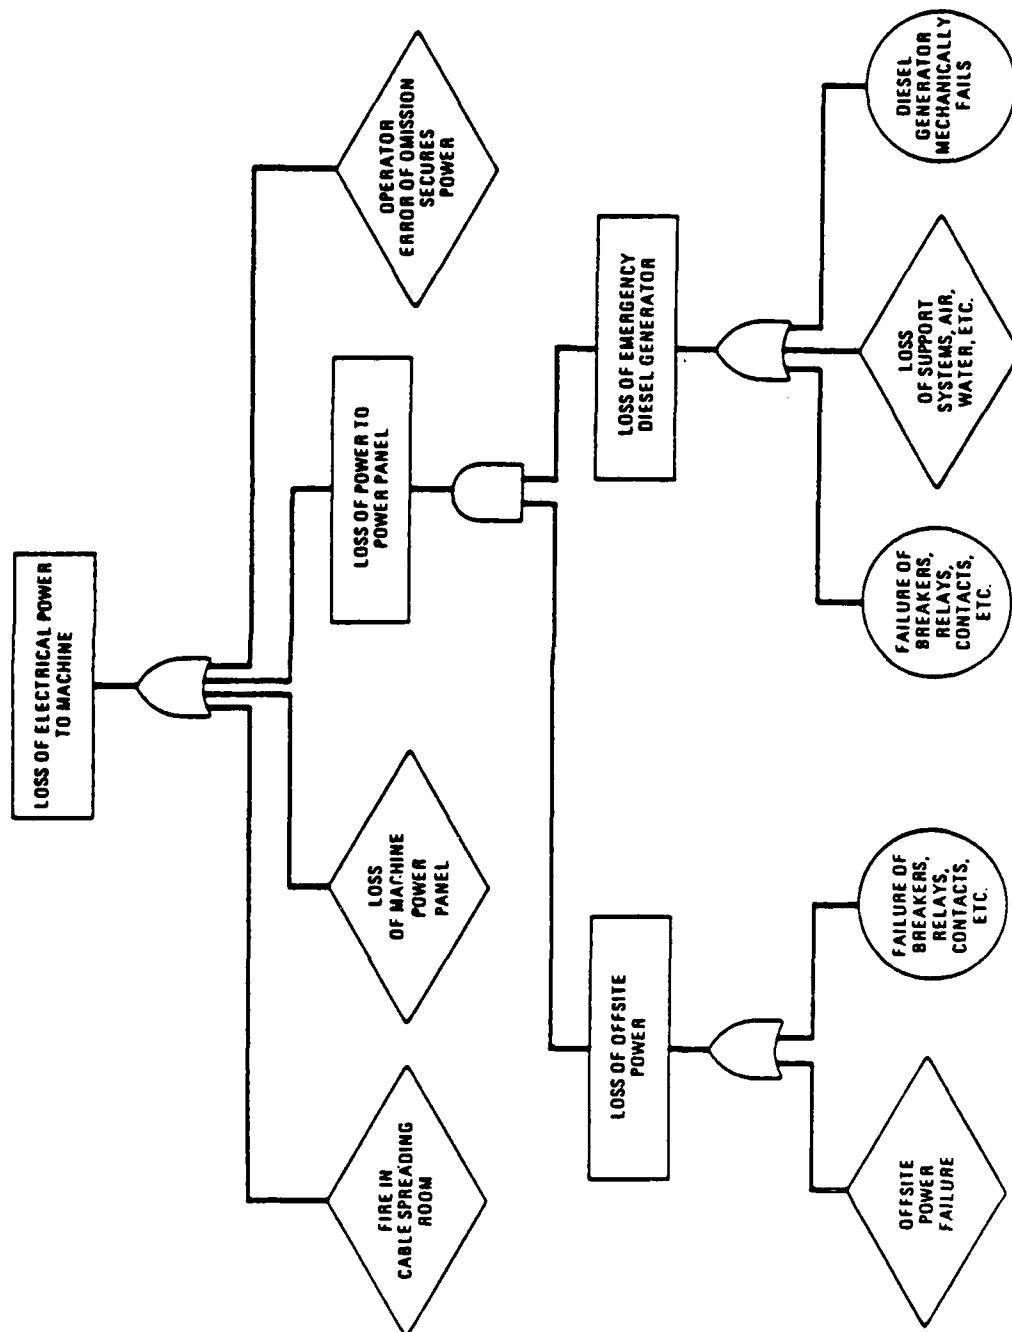 LOSS OF ELECTRICAL POWER
TO MACHINE
FIRE IN
CABLE SPREADING
ROOM
LOSS
OF MACHINE
POWER
PANEL
LOSS OF POWER TO
POWER PANEL
OPERATOR
ERROR OF OMISSION
SECURES
POWER
LOSS OF OFFSITE
POWER
LOSS OF EMERGENCY
DIESEL GENERATOR
OFFSITE
POWER
FAILURE
FAILURE OF
BREAKERS,
RELAYS,
CONTACTS,
ETC.
FAILURE OF
BREAKERS,
RELAYS,
CONTACTS,
ETC.
LOSS
OF SUPPORT
SYSTEMS, AIR,
WATER, ETC.
DIESEL
GENERATOR
MECHANICALLY
FAILS